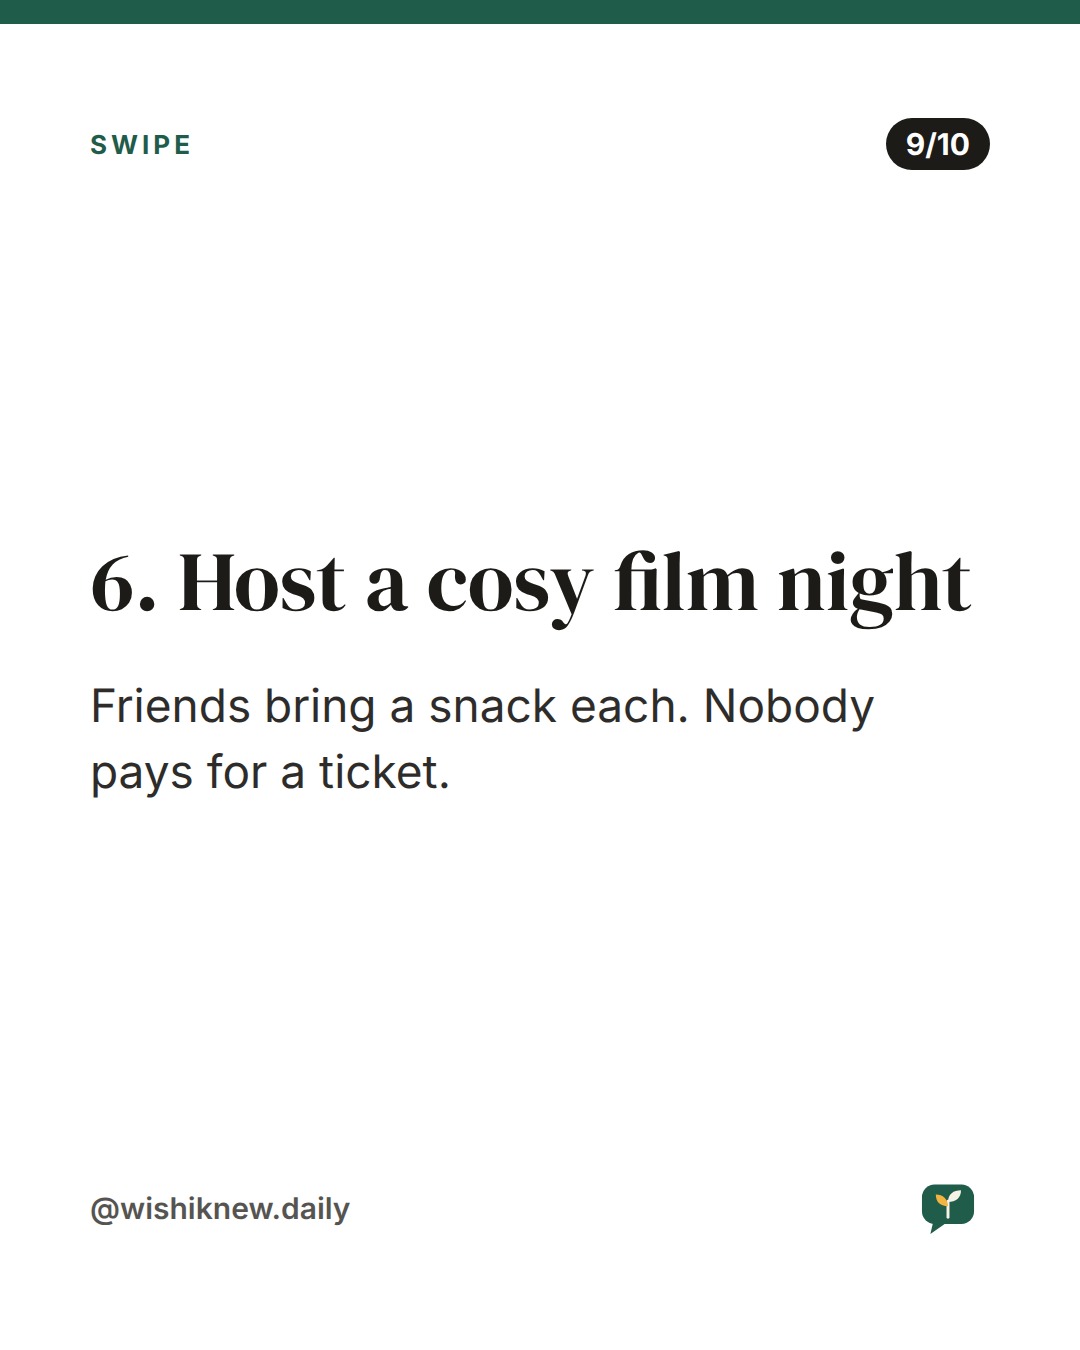 SWIPE
9/10
6. Host a cosy film night
Friends bring a snack each. Nobody
pays for a ticket.
@wishiknew.daily